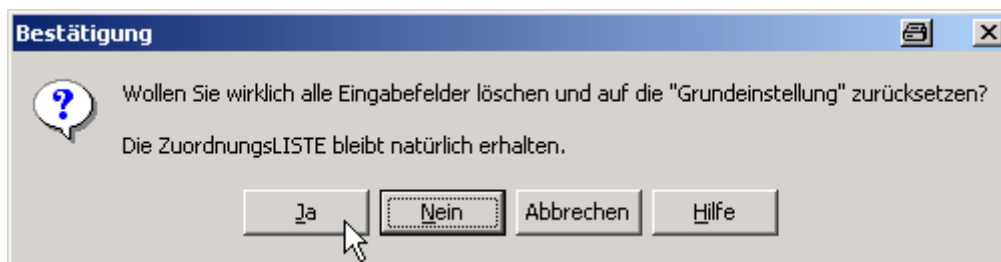 Bestätigung
Wollen Sie wirklich alle Eingabefelder löschen und auf die "Grundeinstellung" zurücksetzen?
Die ZuordnungsLISTE bleibt natürlich erhalten.
Ja Nein Abbrechen Hilfe